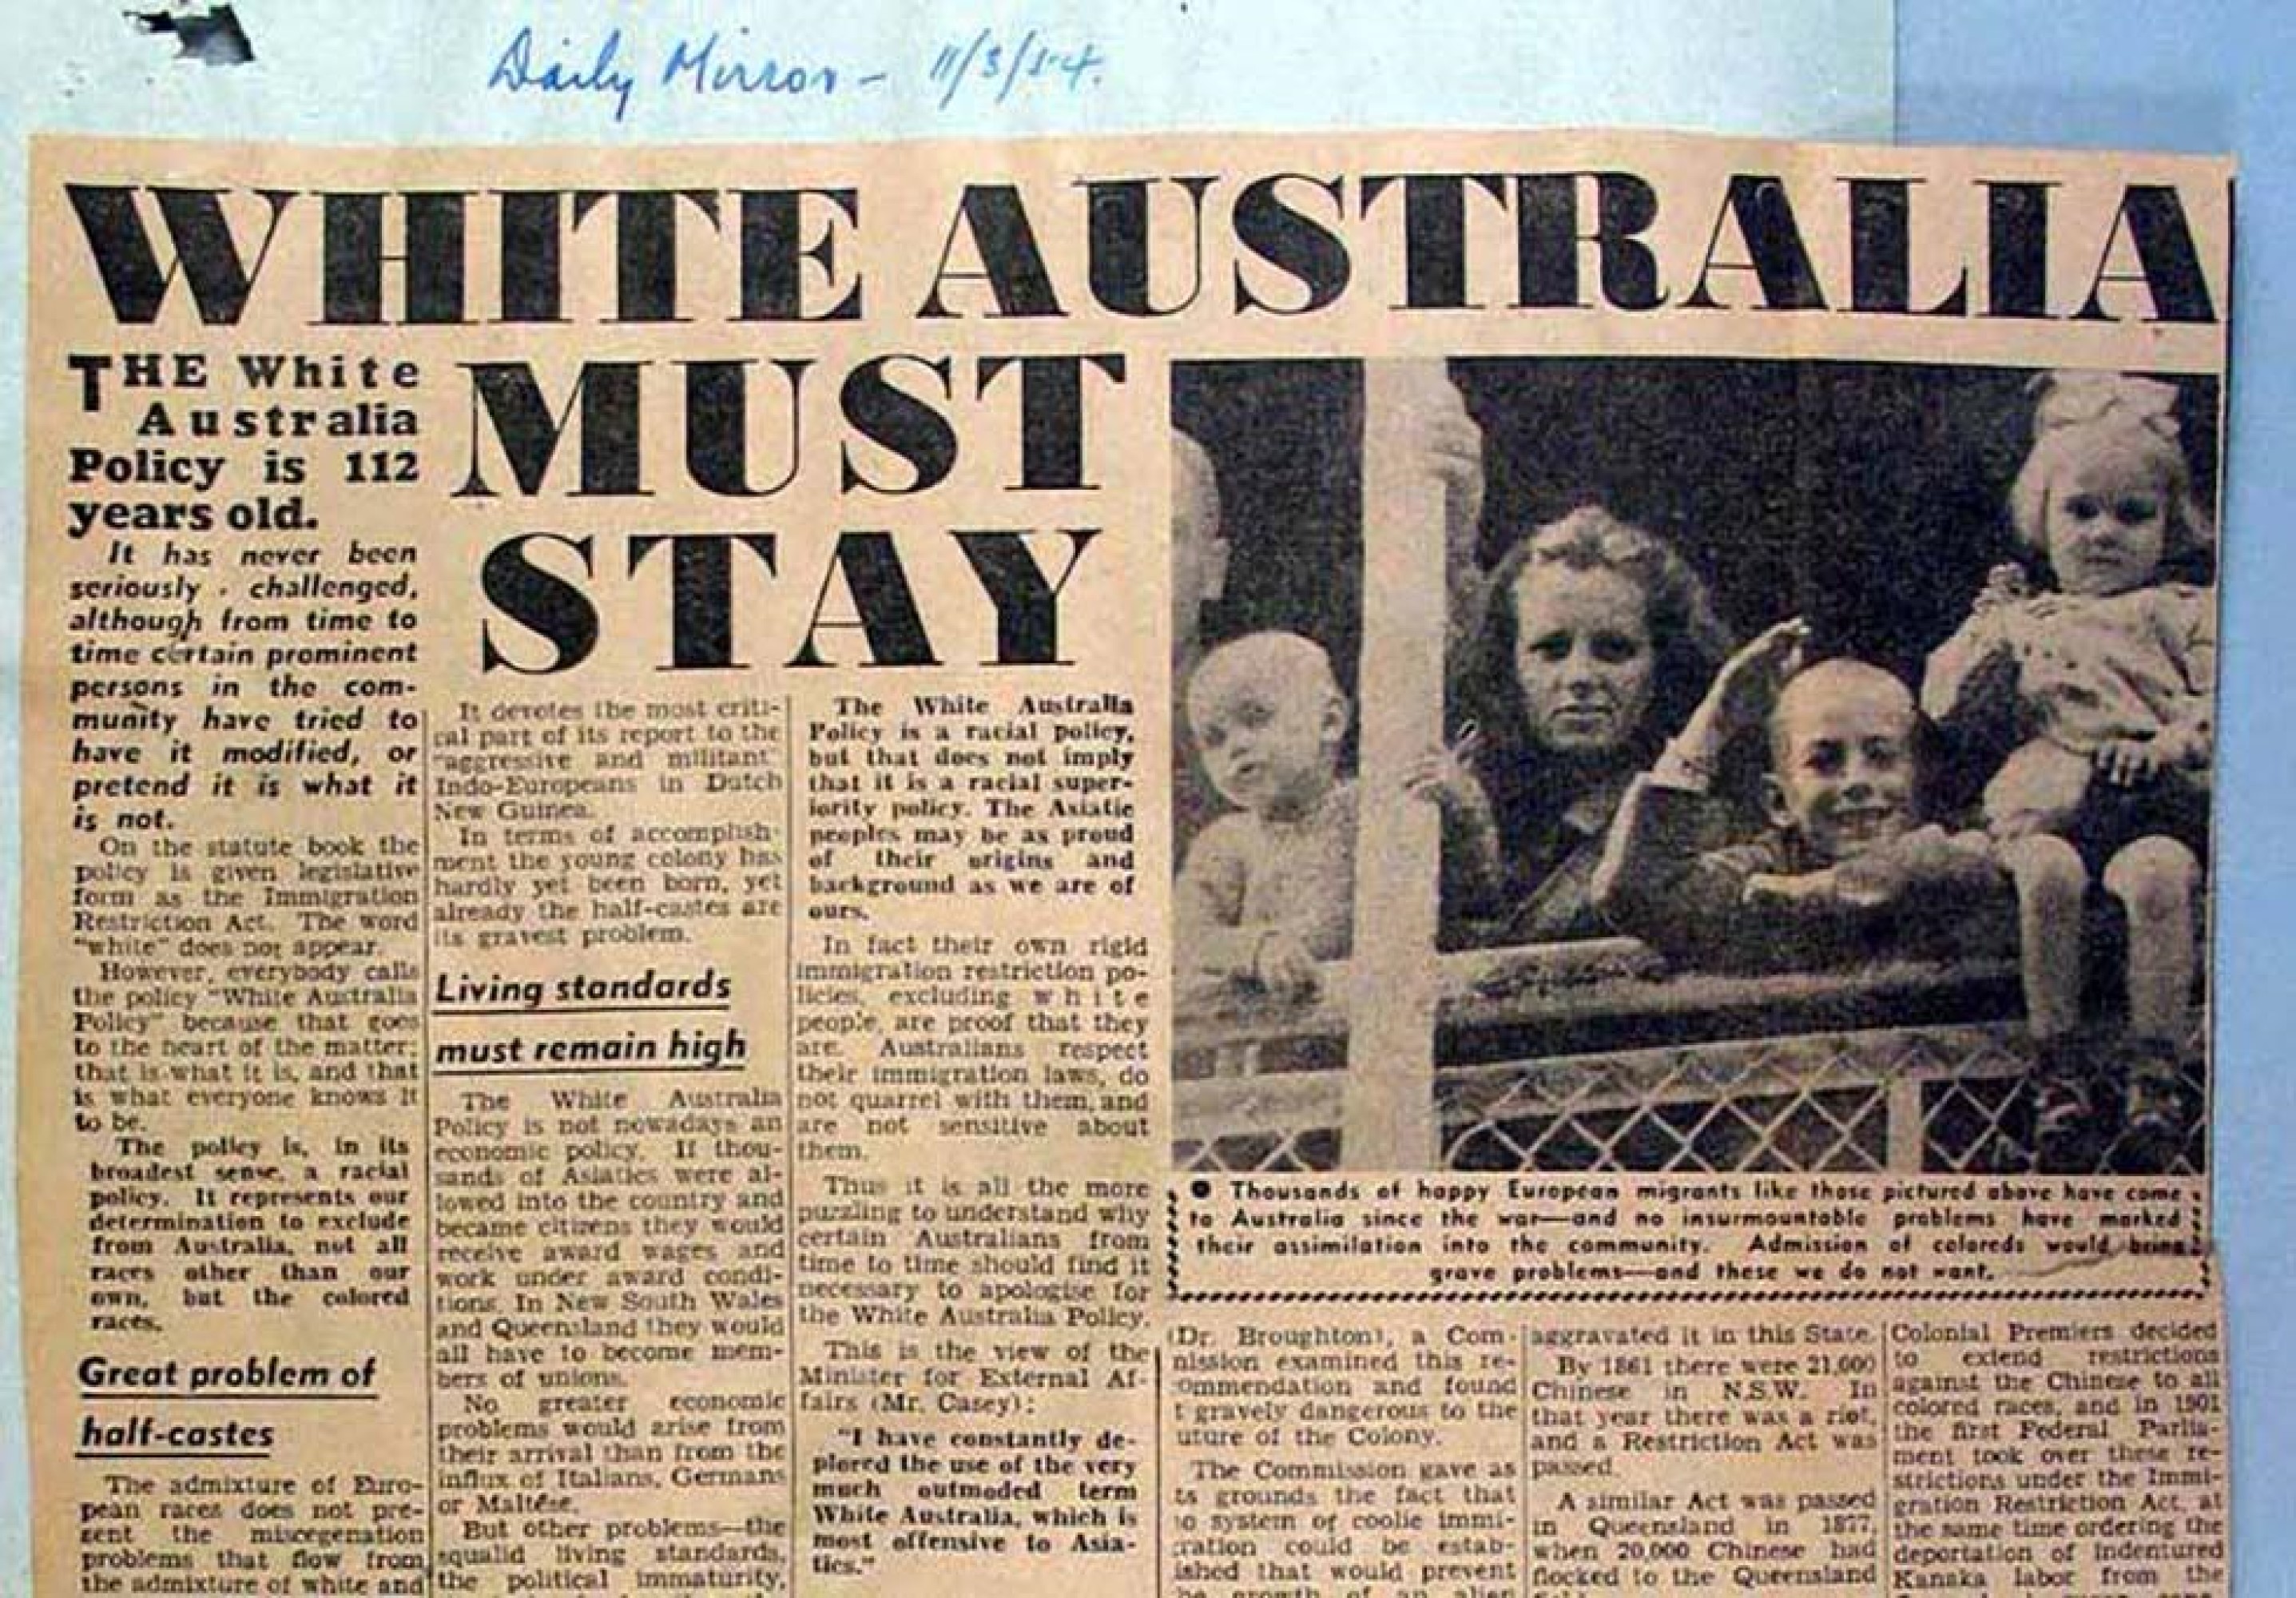 Daily Mirror - 11/3/54.
WHITE AUSTRALIA
MUST
STAY
THE White
Australia
Policy is 112
years old.
It has never been
seriously challenged,
although from time to
time certain prominent
persons in the com-
munity have tried to
have it modified, or
pretend it is what it
is not.
On the statute book the
policy is given legislative
form as the Immigration
Restriction Act. The word
"white" does not appear.
However, everybody calls
the policy "White Australia
Policy" because that goes
to the heart of the matter;
that is what it is, and that
is what everyone knows it
to be.
The policy is, in its
broadest sense, a racial
policy. It represents our
determination to exclude
from Australia, not all
races other than our
own, but the colored
races.
Great problem of
half-castes
The admixture of Euro-
pean races does not pre-
sent the miscegenation
problems that flow from
the admixture of white and
It devotes the most criti-
cal part of its report to the
"aggressive and militant"
Indo-Europeans in Dutch
New Guinea.
In terms of accomplish-
ment the young colony has
hardly yet been born, yet
already the half-castes are
its gravest problem.
Living standards
must remain high
The White Australia
Policy is not nowadays an
economic policy. If thou-
sands of Asiatics were al-
lowed into the country and
became citizens they would
receive award wages and
work under award condi-
tions. In New South Wales
and Queensland they would
all have to become mem-
bers of unions.
No greater economic
problems would arise from
their arrival than from the
influx of Italians, Germans
or Maltese.
But other problems—the
squalid living standards,
the political immaturity,
The White Australia
Policy is a racial policy,
but that does not imply
that it is a racial super-
iority policy. The Asiatic
peoples may be as proud
of their origins and
background as we are of
ours.
In fact their own rigid
immigration restriction po-
licies, excluding white
people, are proof that they
are. Australians respect
their immigration laws, do
not quarrel with them, and
are not sensitive about
them.
Thus it is all the more
puzzling to understand why
certain Australians from
time to time should find it
necessary to apologise for
the White Australia Policy.
This is the view of the
Minister for External Af-
fairs (Mr. Casey):
"I have constantly de-
plored the use of the very
much outmoded term
White Australia, which is
most offensive to Asia-
tics."
● Thousands of happy European migrants like those pictured above have come
to Australia since the war—and no insurmountable problems have marked
their assimilation into the community. Admission of coloreds would bring
grave problems—and these we do not want.
(Dr. Broughton), a Com-
mission examined this re-
ommendation and found
t gravely dangerous to the
uture of the Colony.
The Commission gave as
ts grounds the fact that
no system of coolie immi-
gration could be estab-
ished that would prevent
he growth of an alien
aggravated it in this State.
By 1861 there were 21,000
Chinese in N.S.W. In
that year there was a riot,
and a Restriction Act was
passed.
A similar Act was passed
in Queensland in 1877,
when 20,000 Chinese had
flocked to the Queensland
Colonial Premiers decided
to extend restrictions
against the Chinese to all
colored races, and in 1901
the first Federal Parlia-
ment took over these re-
strictions under the Immi-
gration Restriction Act, at
the same time ordering the
deportation of indentured
Kanaka labor from the